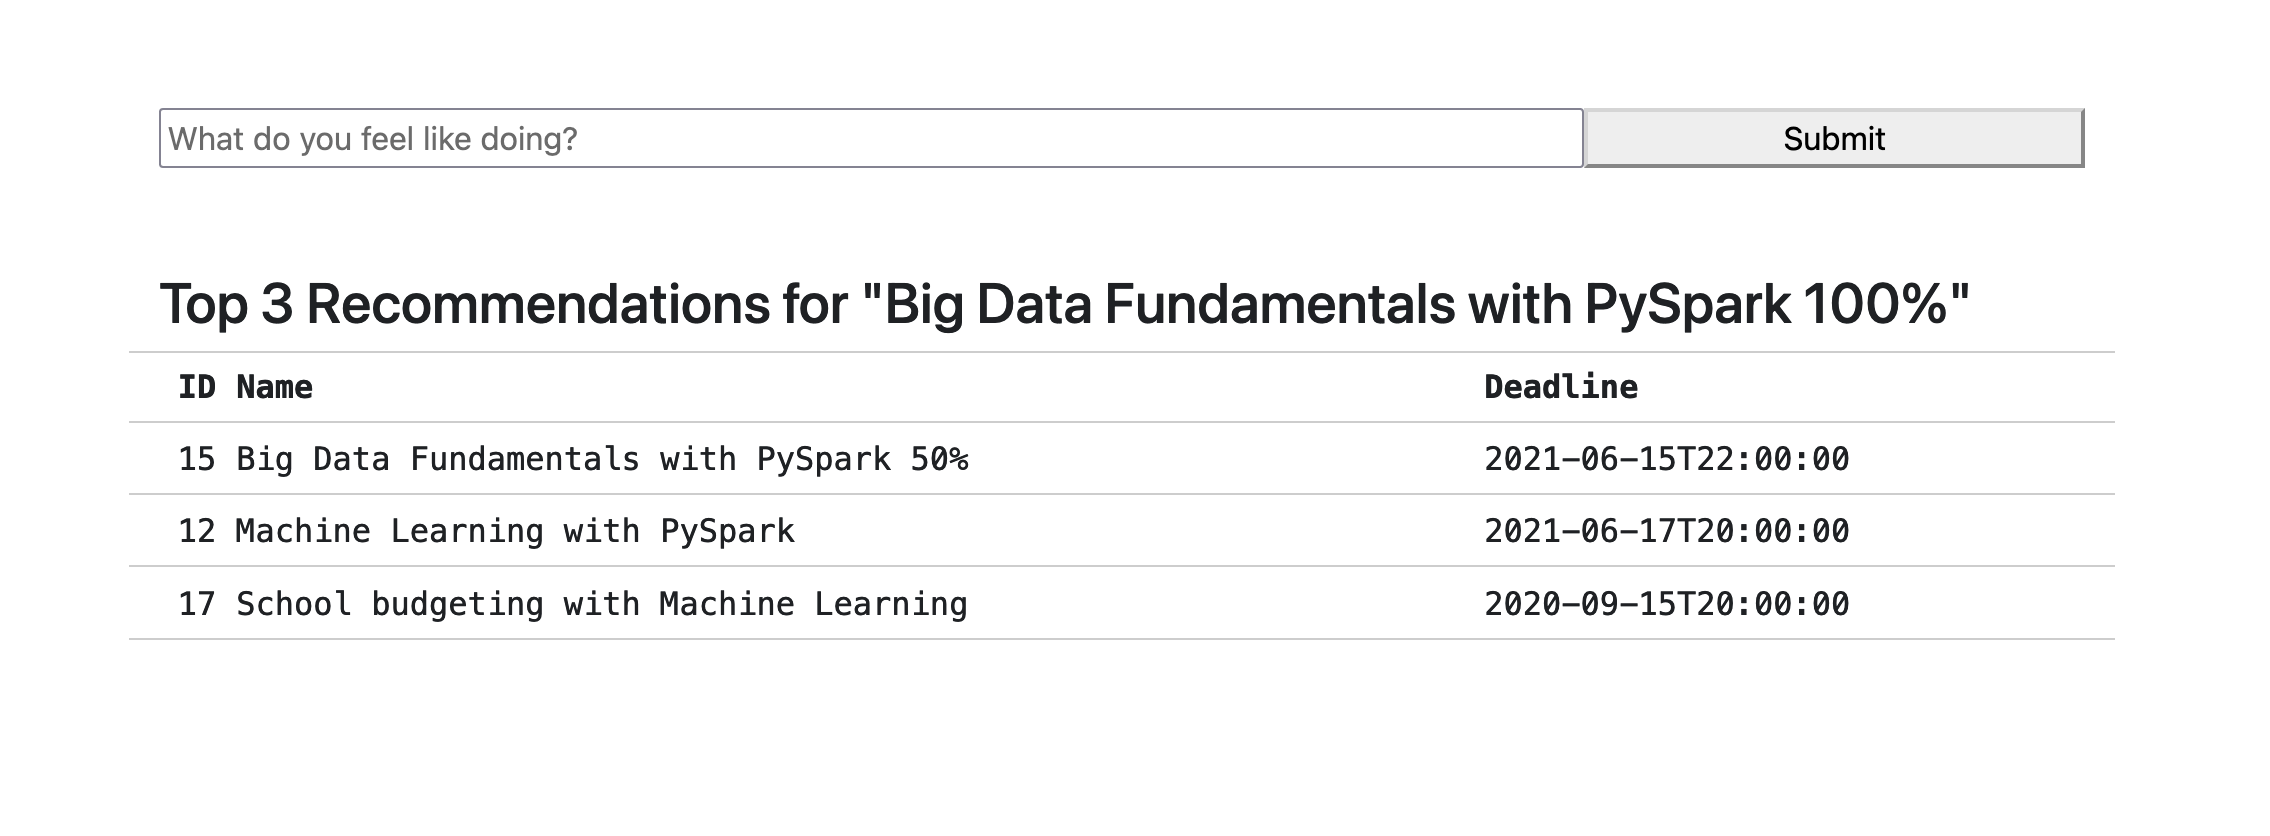 What do you feel like doing?
Submit
Top 3 Recommendations for "Big Data Fundamentals with PySpark 100%"
ID Name Deadline
15 Big Data Fundamentals with PySpark 50% 2021-06-15T22:00:00
12 Machine Learning with PySpark 2021-06-17T20:00:00
17 School budgeting with Machine Learning 2020-09-15T20:00:00